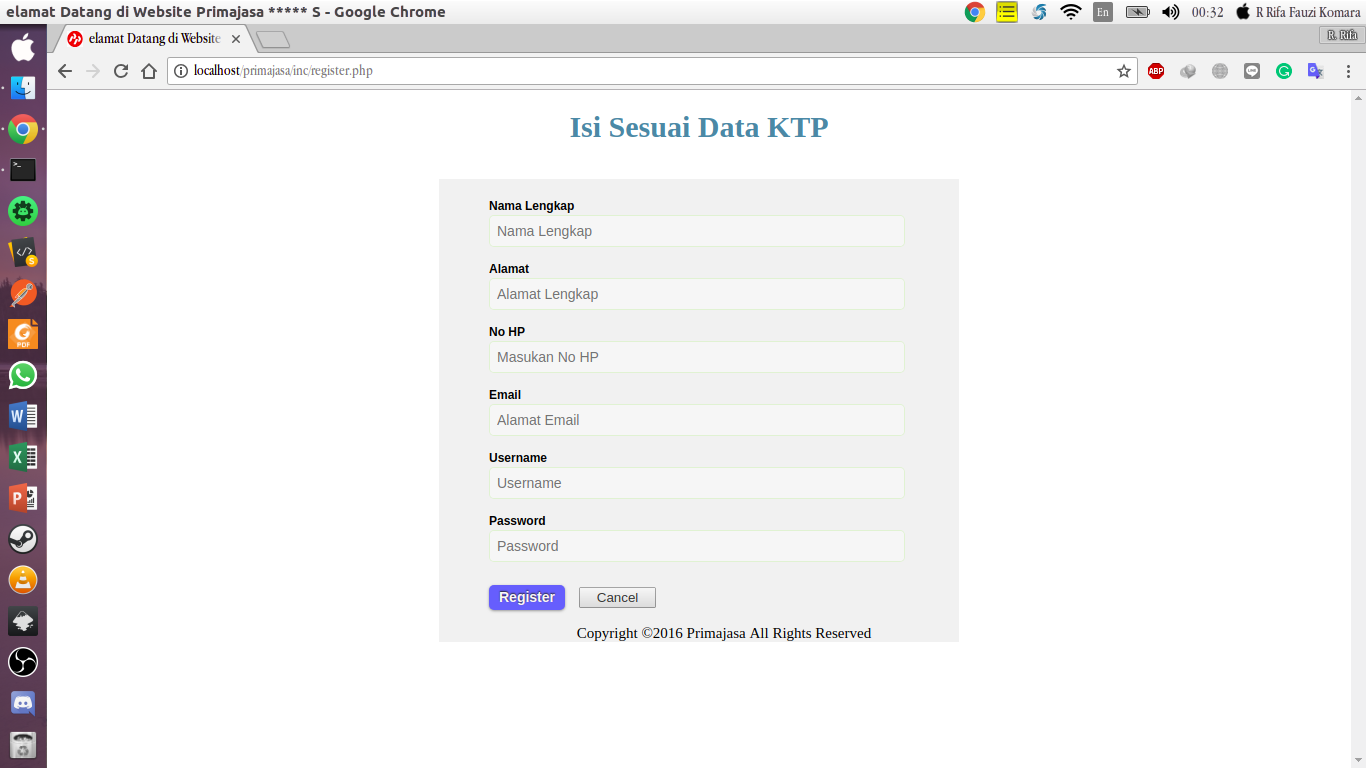 elamat Datang di Website Primajasa ***** S - Google Chrome
En
00:32
R Rifa Fauzi Komara
elamat Datang di Website
R. Rifa
localhost/primajasa/inc/register.php
ABP
Isi Sesuai Data KTP
Nama Lengkap
Nama Lengkap
Alamat
Alamat Lengkap
No HP
Masukan No HP
Email
Alamat Email
Username
Username
Password
Password
Register
Cancel
Copyright ©2016 Primajasa All Rights Reserved
PDF